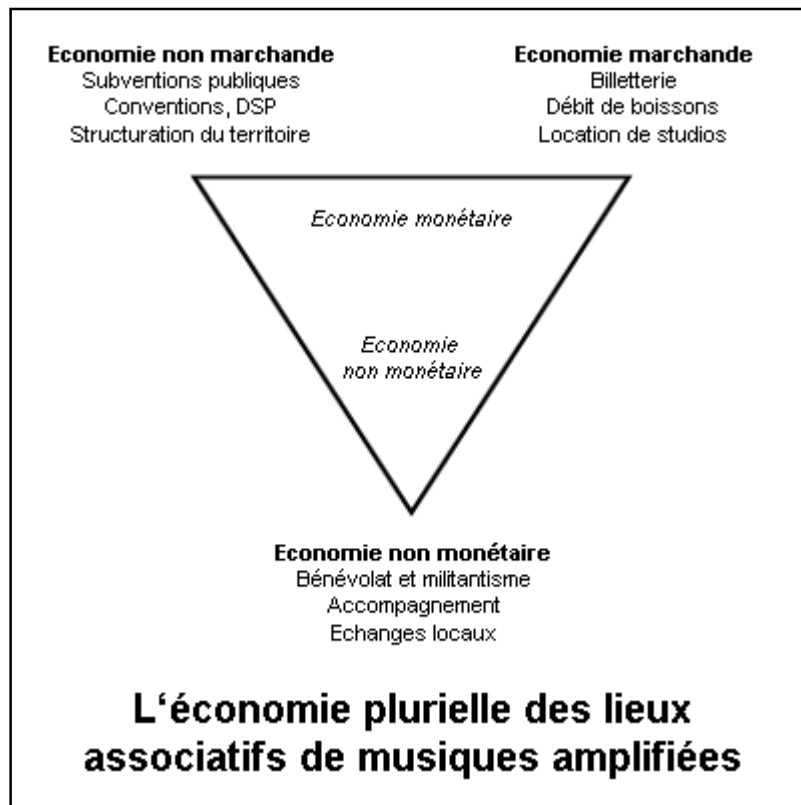 Economie non marchande
Subventions publiques
Conventions, DSP
Structuration du territoire
Economie marchande
Billetterie
Débit de boissons
Location de studios
Economie monétaire
Economie
non monétaire
Economie non monétaire
Bénévolat et militantisme
Accompagnement
Echanges locaux
L‘économie plurielle des lieux
associatifs de musiques amplifiées